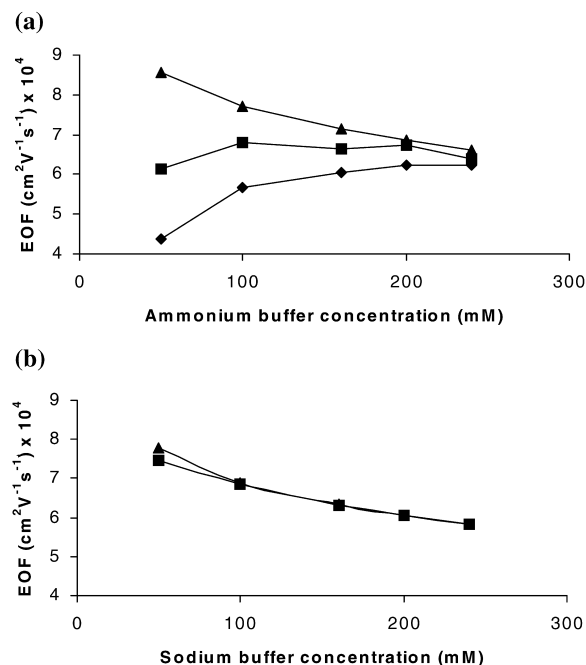 (a)
9
8
7
6
5
4
EOF (cm²V⁻¹s⁻¹) x 10⁴
0 100 200 300
Ammonium buffer concentration (mM)
(b)
9
8
7
6
5
4
EOF (cm²V⁻¹s⁻¹) x 10⁴
0 100 200 300
Sodium buffer concentration (mM)